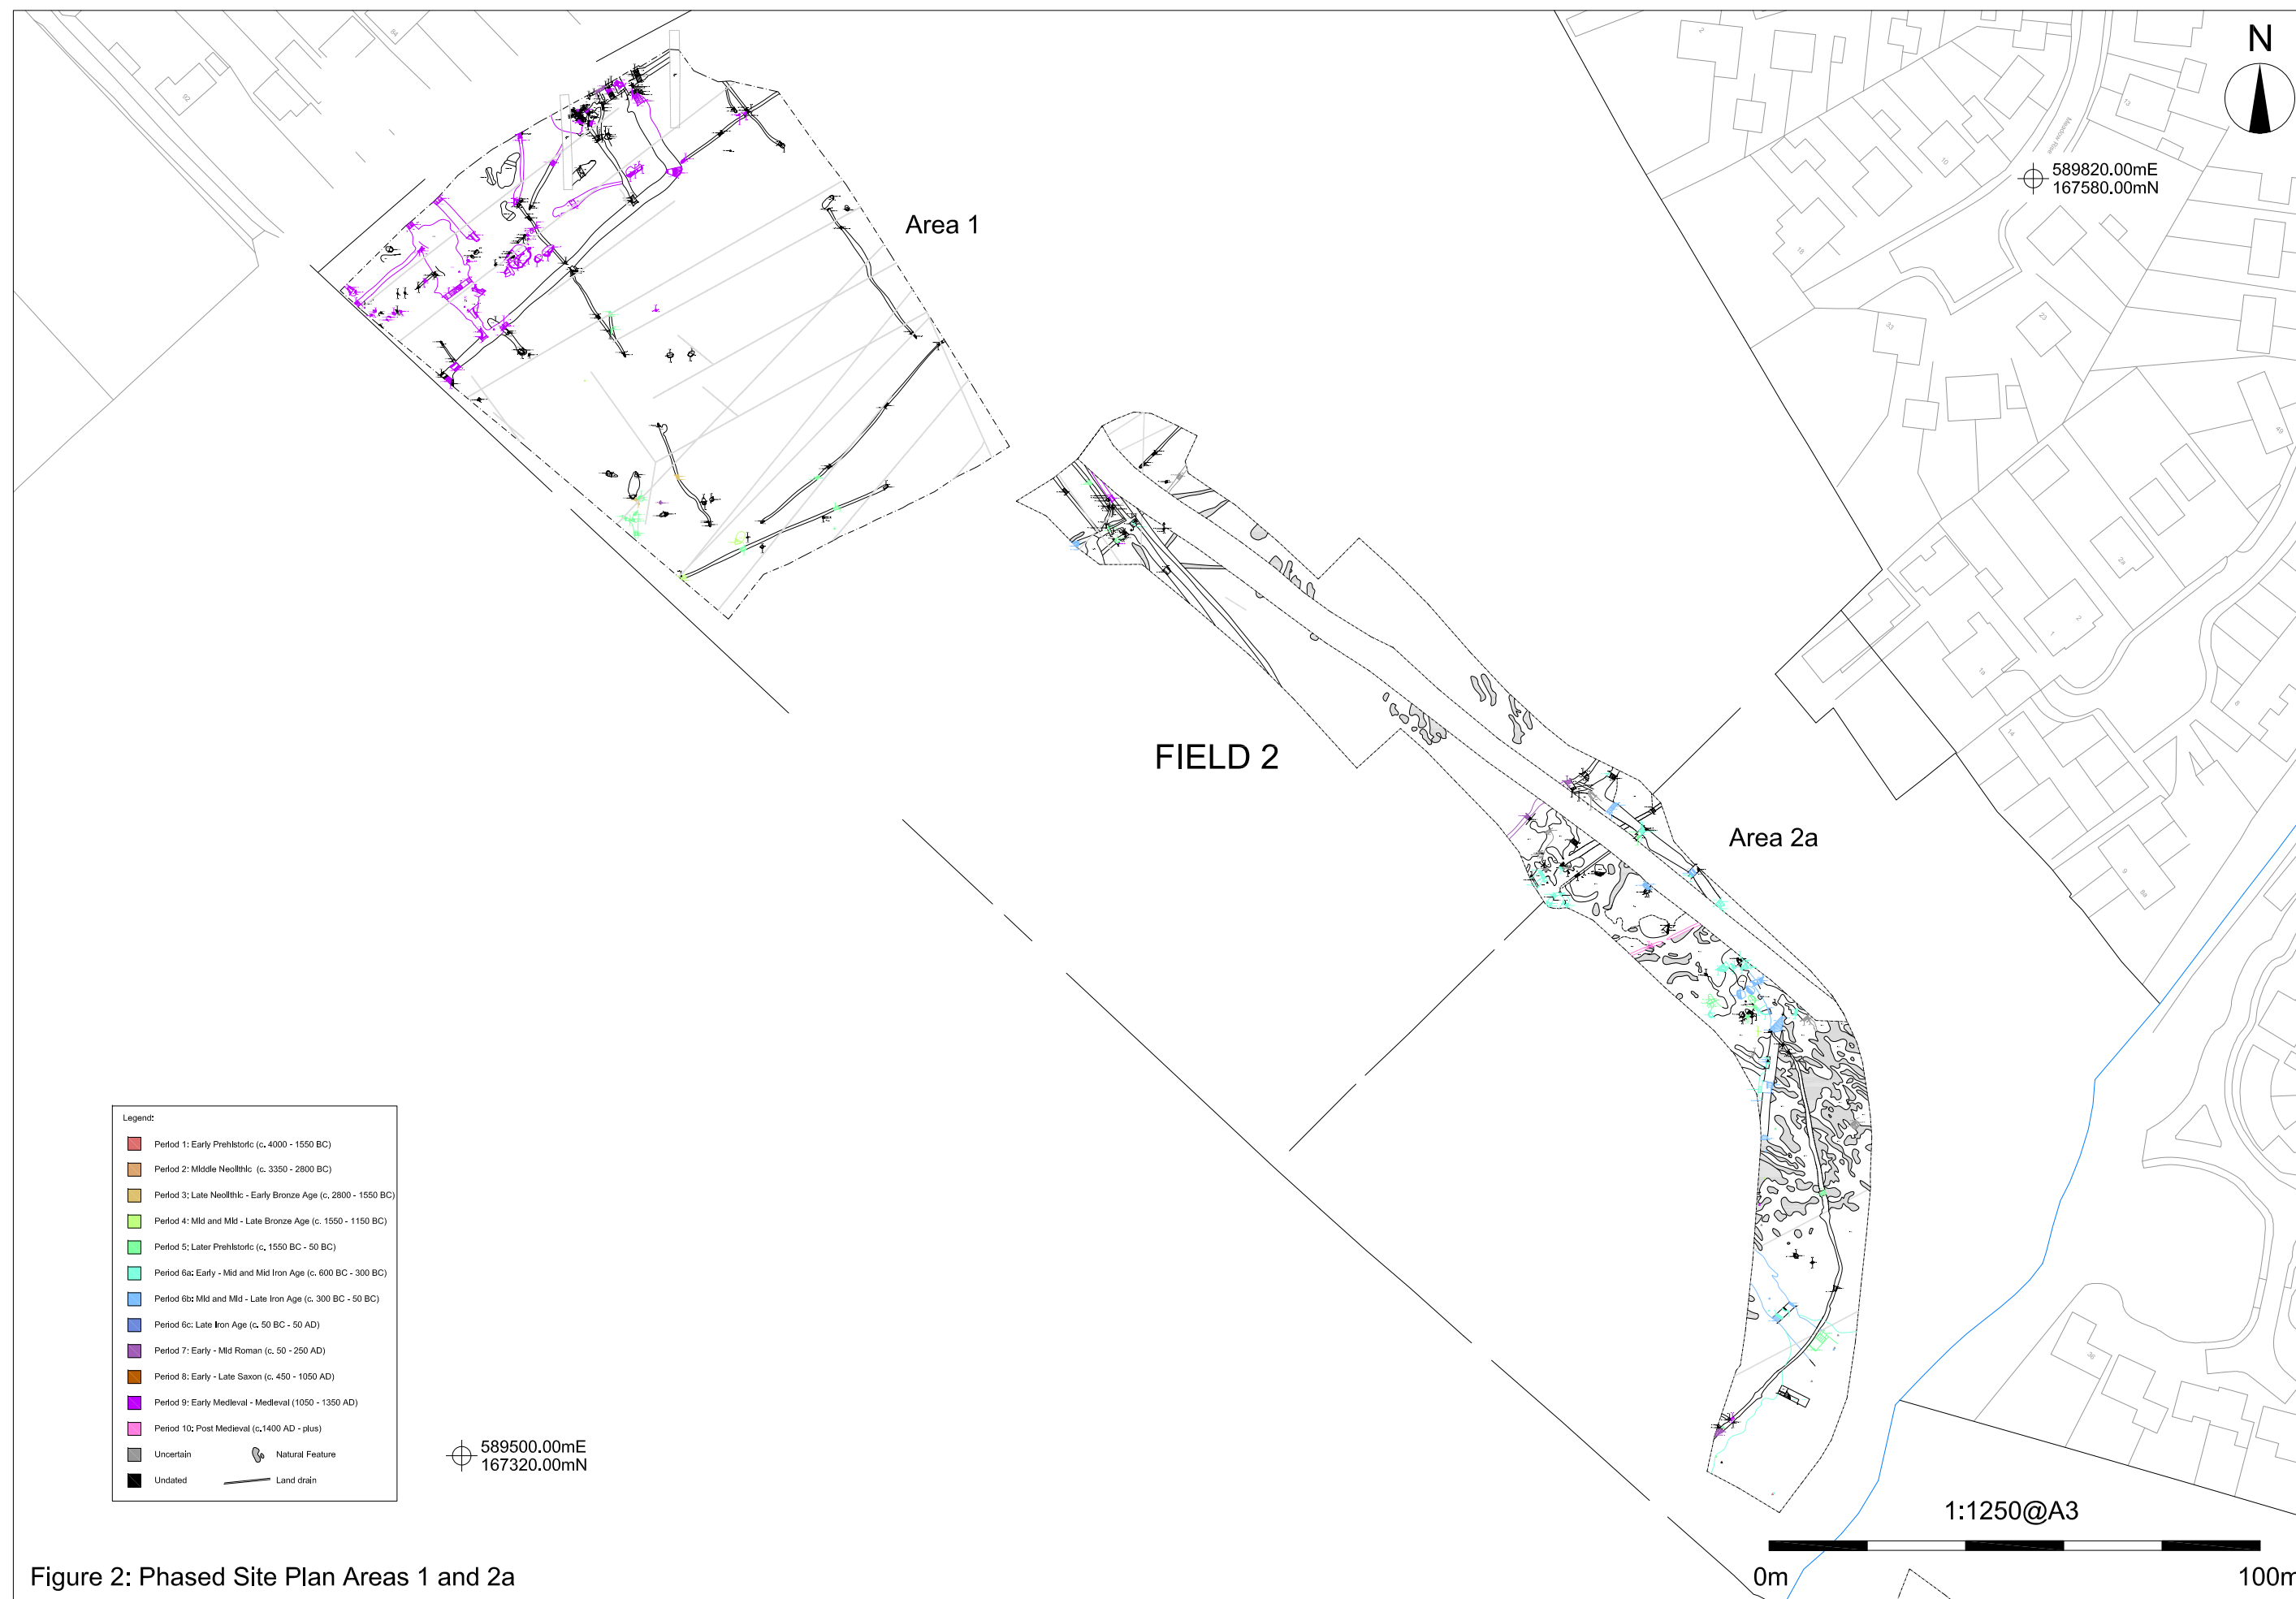 N
589820.00mE
167580.00mN
Area 1
Meadow Rise
FIELD 2
Area 2a
Legend:
Period 1: Early Prehistoric (c. 4000 - 1550 BC)
Period 2: Middle Neolithic (c. 3350 - 2800 BC)
Period 3: Late Neolithic - Early Bronze Age (c. 2800 - 1550 BC)
Period 4: Mid and Mid - Late Bronze Age (c. 1550 - 1150 BC)
Period 5: Later Prehistoric (c. 1550 BC - 50 BC)
Period 6a: Early - Mid and Mid Iron Age (c. 600 BC - 300 BC)
Period 6b: Mid and Mid - Late Iron Age (c. 300 BC - 50 BC)
Period 6c: Late Iron Age (c. 50 BC - 50 AD)
Period 7: Early - Mid Roman (c. 50 - 250 AD)
Period 8: Early - Late Saxon (c. 450 - 1050 AD)
Period 9: Early Medieval - Medieval (1050 - 1350 AD)
Period 10: Post Medieval (c.1400 AD - plus)
Uncertain Natural Feature
Undated Land drain
589500.00mE
167320.00mN
1:1250@A3
0m 100m
Figure 2: Phased Site Plan Areas 1 and 2a